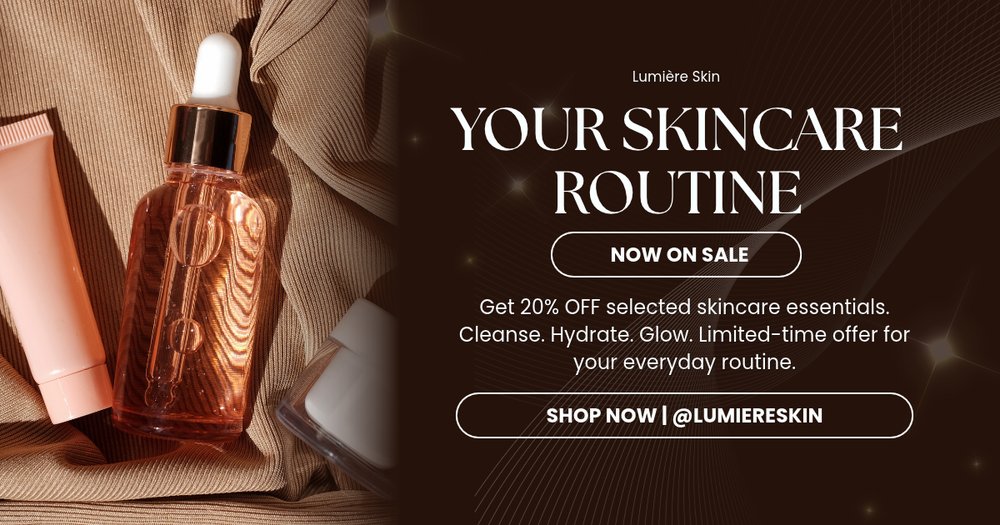 Lumière Skin
YOUR SKINCARE
ROUTINE
NOW ON SALE
Get 20% OFF selected skincare essentials.
Cleanse. Hydrate. Glow. Limited-time offer for
your everyday routine.
SHOP NOW | @LUMIERESKIN